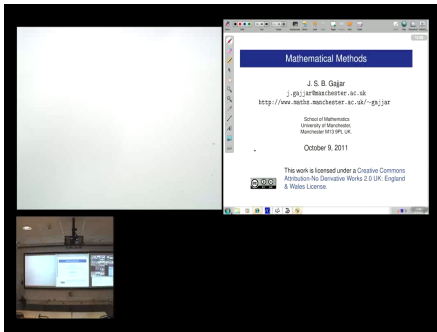 Mathematical Methods
J. S. B. Gajjar
j.gajjar@manchester.ac.uk
http://www.maths.manchester.ac.uk/~gajjar
School of Mathematics
University of Manchester,
Manchester M13 9PL UK.
October 9, 2011
This work is licensed under a Creative Commons
Attribution-No Derivative Works 2.0 UK: England
& Wales License.